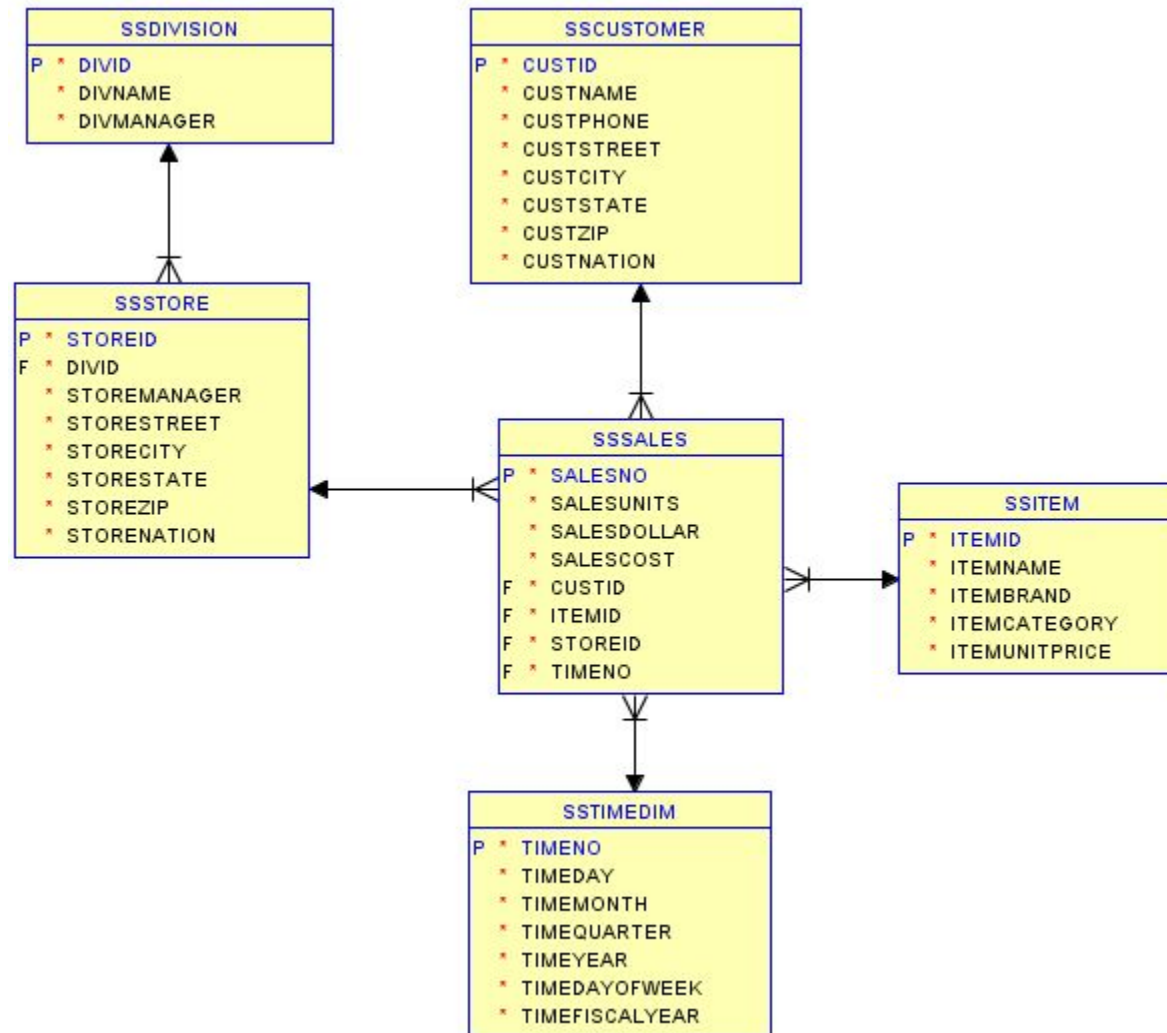 SSDIVISION
P * DIVID
* DIVNAME
* DIVMANAGER
SSCUSTOMER
P * CUSTID
* CUSTNAME
* CUSTPHONE
* CUSTSTREET
* CUSTCITY
* CUSTSTATE
* CUSTZIP
* CUSTNATION
SSSTORE
P * STOREID
F * DIVID
* STOREMANAGER
* STORESTREET
* STORECITY
* STORESTATE
* STOREZIP
* STORENATION
SSSALES
P * SALESNO
* SALESUNITS
* SALESDOLLAR
* SALESCOST
F * CUSTID
F * ITEMID
F * STOREID
F * TIMENO
SSITEM
P * ITEMID
* ITEMNAME
* ITEMBRAND
* ITEMCATEGORY
* ITEMUNITPRICE
SSTIMEDIM
P * TIMENO
* TIMEDAY
* TIMEMONTH
* TIMEQUARTER
* TIMEYEAR
* TIMEDAYOFWEEK
* TIMEFISCALYEAR